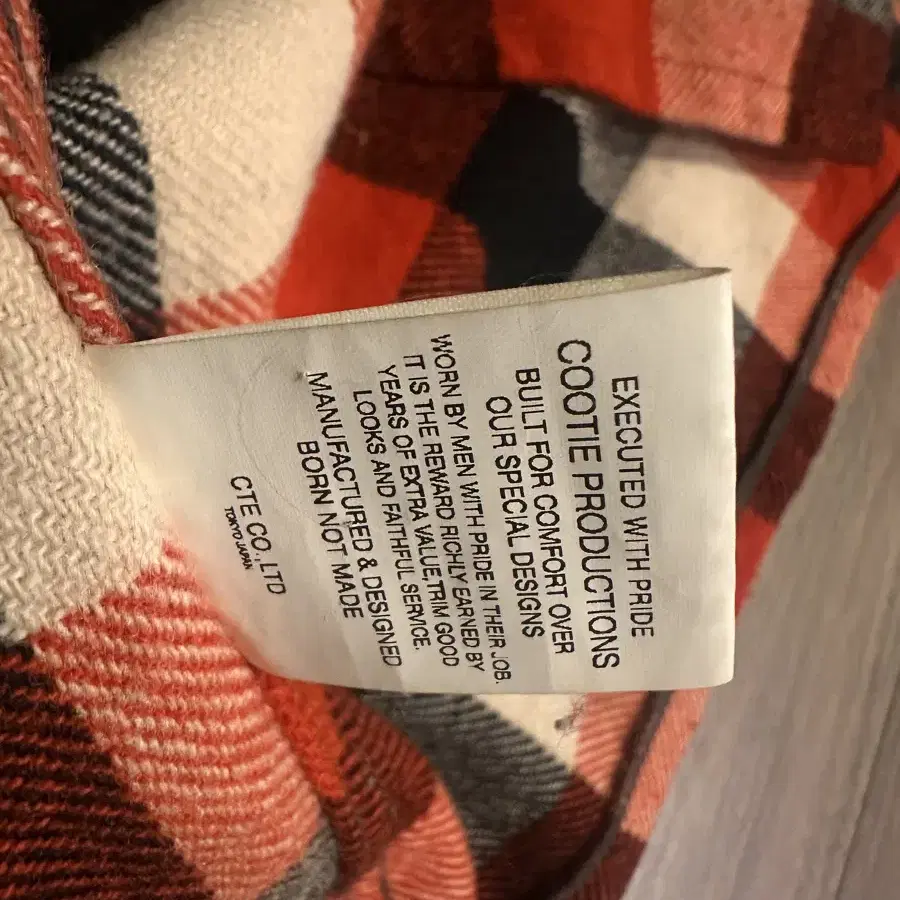 EXECUTED WITH PRIDE
COOTIE PRODUCTIONS
BUILT FOR COMFORT OVER
OUR SPECIAL DESIGNS
WORN BY MEN WITH PRIDE IN THEIR JOB.
IT IS THE REWARD RICHLY EARNED BY
YEARS OF EXTRA VALUE,TRIM GOOD
LOOKS AND FAITHFUL SERVICE.
MANUFACTURED & DESIGNED
BORN NOT MADE
CTE CO.,LTD
TOKYO JAPAN